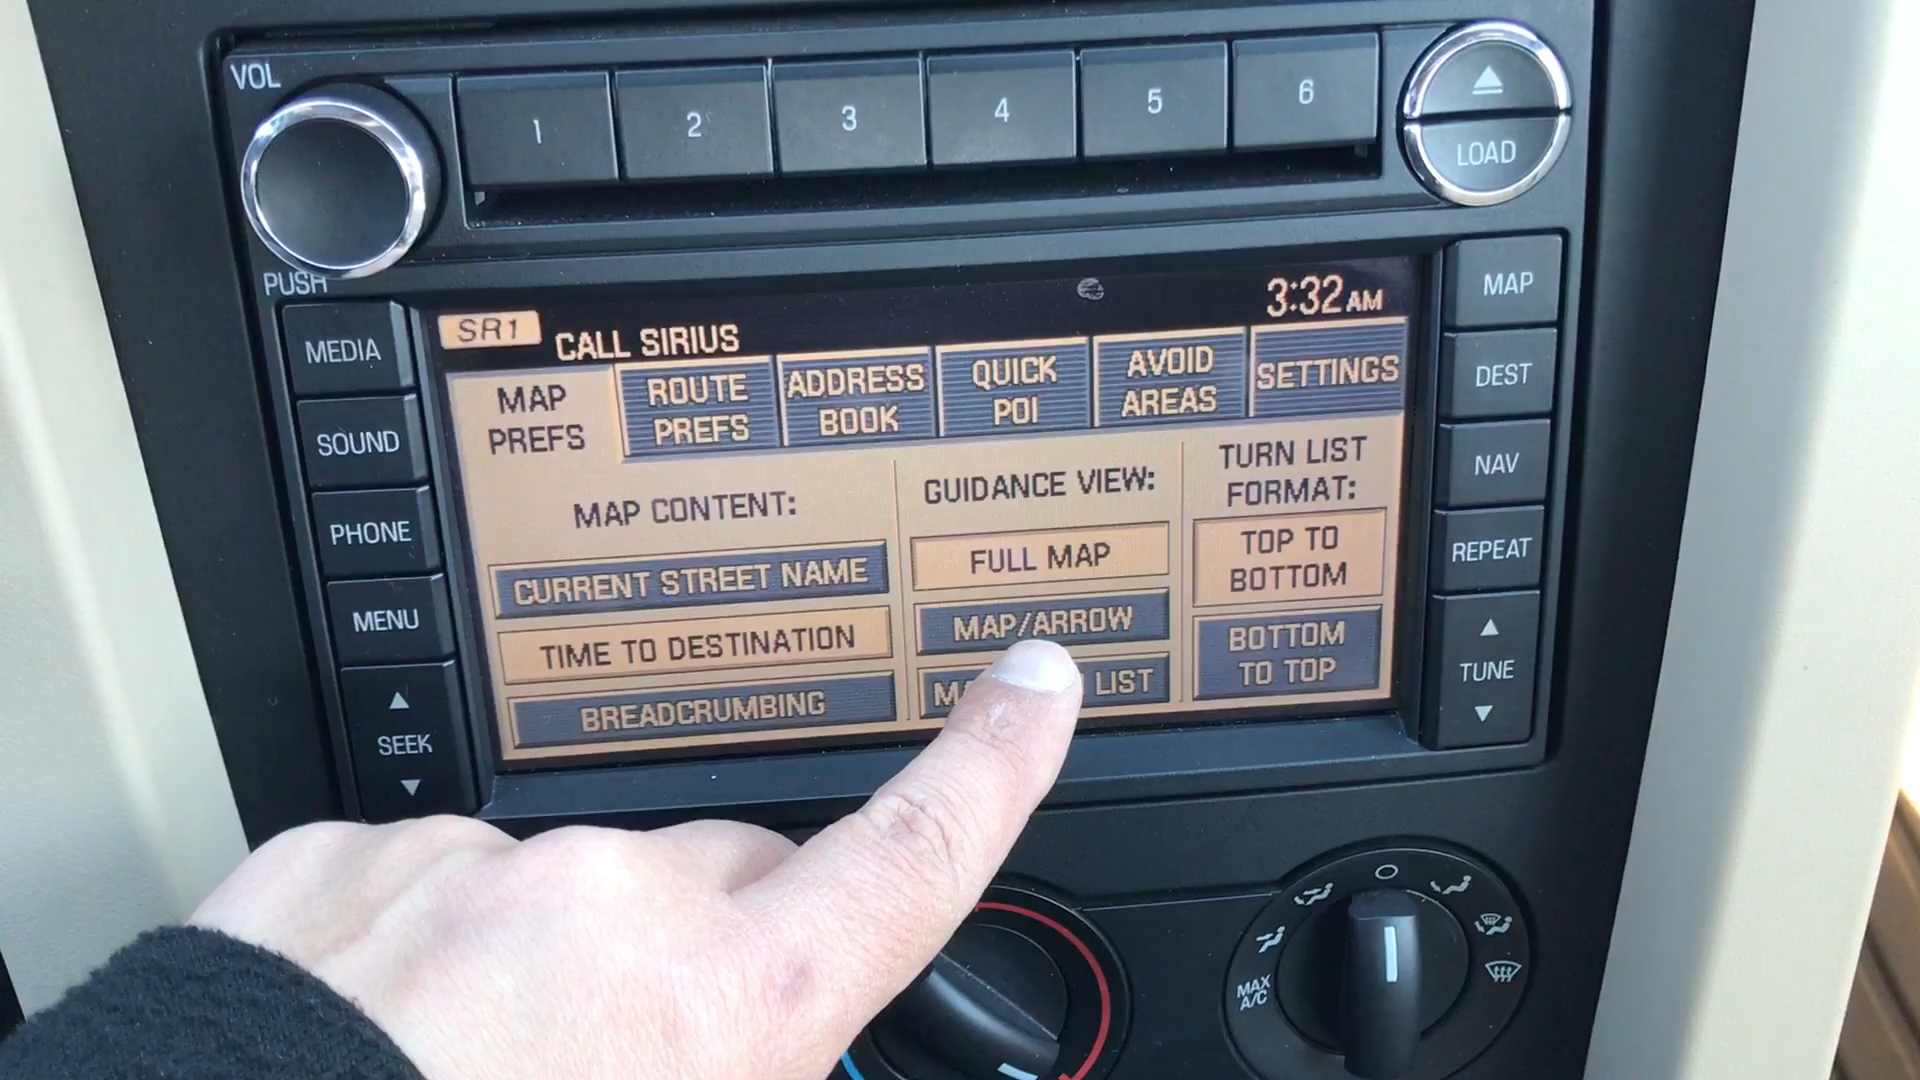 VOL
1
2
3
4
5
6
LOAD
PUSH
MEDIA
SOUND
PHONE
MENU
SEEK
SR1
CALL SIRIUS
3:32 AM
MAP
PREFS
ROUTE
PREFS
ADDRESS
BOOK
QUICK
POI
AVOID
AREAS
SETTINGS
MAP CONTENT:
CURRENT STREET NAME
TIME TO DESTINATION
BREADCRUMBING
GUIDANCE VIEW:
FULL MAP
MAP/ARROW
LIST
TURN LIST
FORMAT:
TOP TO
BOTTOM
BOTTOM
TO TOP
MAP
DEST
NAV
REPEAT
TUNE
MAX
A/C